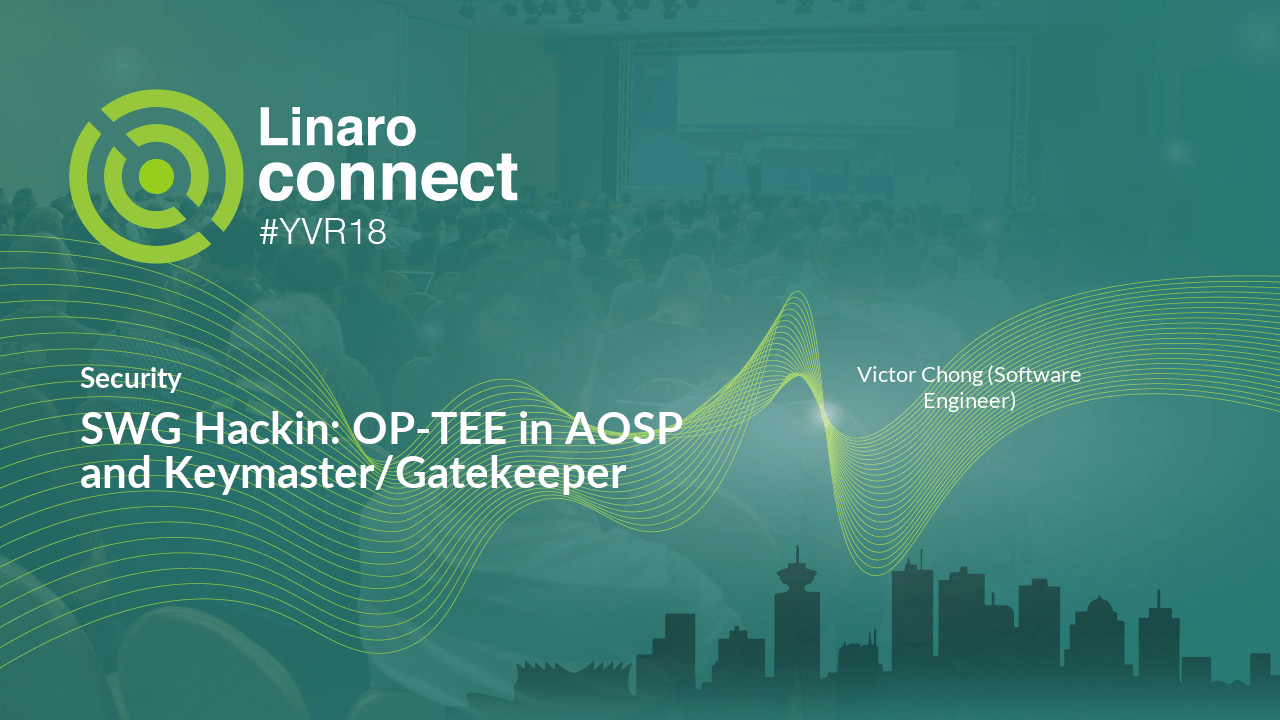 Linaro
connect
#YVR18
Security
SWG Hackin: OP-TEE in AOSP
and Keymaster/Gatekeeper
Victor Chong (Software
Engineer)